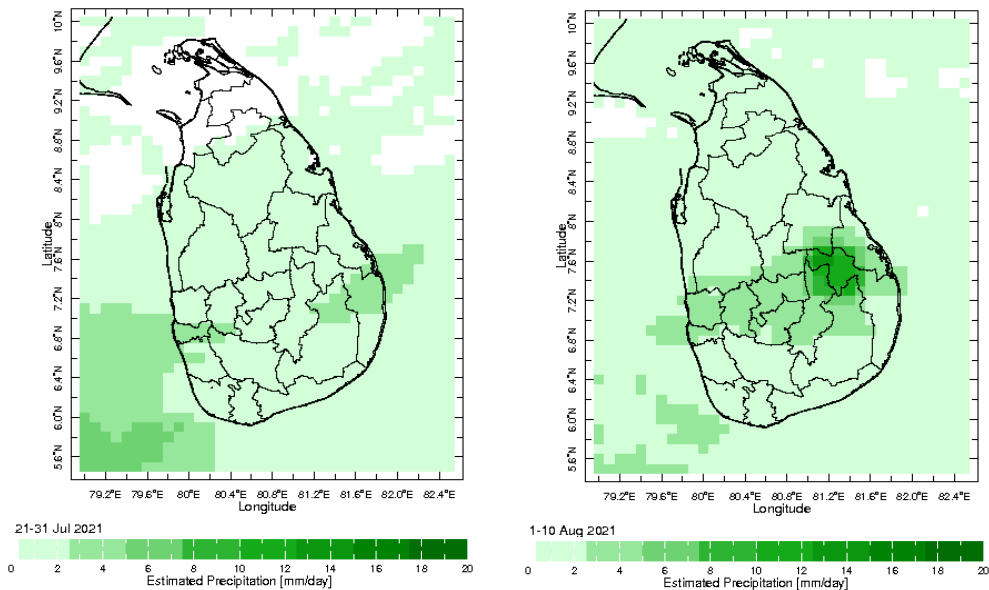 10˚N
9.6˚N
9.2˚N
8.8˚N
8.4˚N
8˚N
7.6˚N
7.2˚N
6.8˚N
6.4˚N
6.0˚N
5.6˚N
Latitude
79.2˚E 79.6˚E 80˚E 80.4˚E 80.8˚E 81.2˚E 81.6˚E 82.0˚E 82.4˚E
Longitude
21-31 Jul 2021
0 2 4 6 8 10 12 14 16 18 20
Estimated Precipitation [mm/day]
10˚N
9.6˚N
9.2˚N
8.8˚N
8.4˚N
8˚N
7.6˚N
7.2˚N
6.8˚N
6.4˚N
6.0˚N
5.6˚N
Latitude
79.2˚E 79.6˚E 80˚E 80.4˚E 80.8˚E 81.2˚E 81.6˚E 82.0˚E 82.4˚E
Longitude
1-10 Aug 2021
0 2 4 6 8 10 12 14 16 18 20
Estimated Precipitation [mm/day]